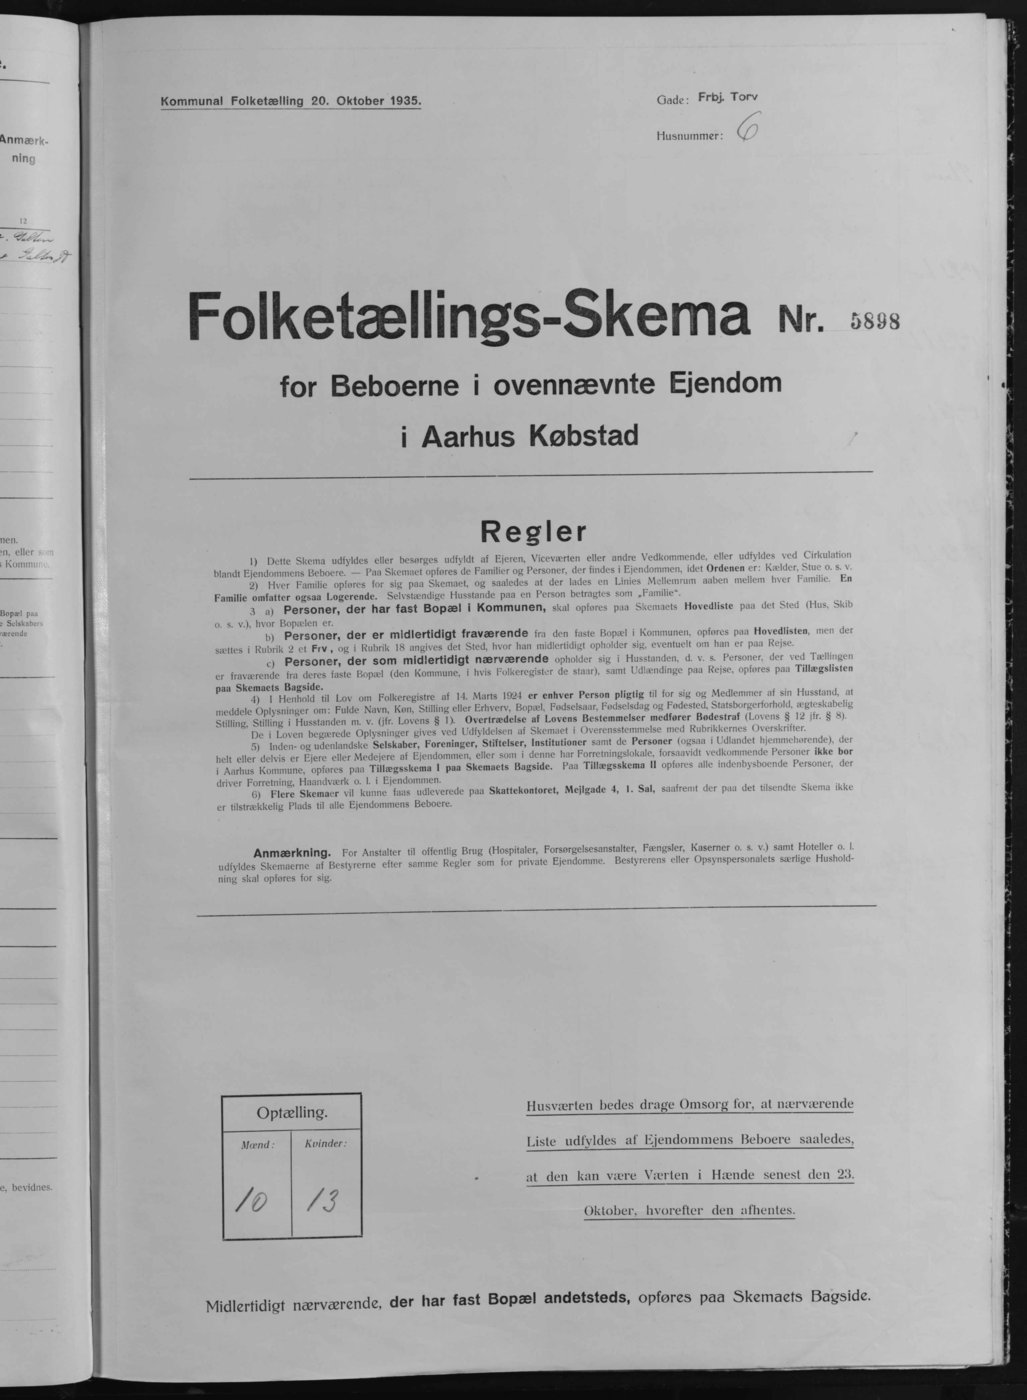 Anmærk-
ning
12
Kommunal Folketælling 20. Oktober 1935.
Gade: Frbj. Torv
Husnummer: 6
Folketællings-Skema Nr. 5898
for Beboerne i ovennævnte Ejendom
i Aarhus Købstad
Regler
1) Dette Skema udfyldes eller besørges udfyldt af Ejeren, Viceværten eller andre Vedkommende, eller udfyldes ved Cirkulation
blandt Ejendommens Beboere. — Paa Skemaet opføres de Familier og Personer, der findes i Ejendommen, idet Ordenen er: Kælder, Stue o. s. v.
2) Hver Familie opføres for sig paa Skemaet, og saaledes at der lades en Linies Mellemrum aaben mellem hver Familie. En
Familie omfatter ogsaa Logerende. Selvstændige Husstande paa en Person betragtes som „Familie“.
3 a) Personer, der har fast Bopæl i Kommunen, skal opføres paa Skemaets Hovedliste paa det Sted (Hus, Skib
o. s. v.), hvor Bopælen er.
b) Personer, der er midlertidigt fraværende fra den faste Bopæl i Kommunen, opføres paa Hovedlisten, men der
sættes i Rubrik 2 et Frv, og i Rubrik 18 angives det Sted, hvor han midlertidigt opholder sig, eventuelt om han er paa Rejse.
c) Personer, der som midlertidigt nærværende opholder sig i Husstanden, d. v. s. Personer, der ved Tællingen
er fraværende fra deres faste Bopæl (den Kommune, i hvis Folkeregister de staar), samt Udlændinge paa Rejse, opføres paa Tillægslisten
paa Skemaets Bagside.
4) I Henhold til Lov om Folkeregistre af 14. Marts 1924 er enhver Person pligtig til for sig og Medlemmer af sin Husstand, at
meddele Oplysninger om: Fulde Navn, Køn, Stilling eller Erhverv, Bopæl, Fødselsaar, Fødselsdag og Fødested, Statsborgerforhold, ægteskabelig
Stilling, Stilling i Husstanden m. v. (jfr. Lovens § 1). Overtrædelse af Lovens Bestemmelser medfører Bødestraf (Lovens § 12 jfr. § 8).
De i Loven begærede Oplysninger gives ved Udfyldelsen af Skemaet i Overensstemmelse med Rubrikkernes Overskrifter.
5) Inden- og udenlandske Selskaber, Foreninger, Stiftelser, Institutioner samt de Personer (ogsaa i Udlandet hjemmehørende), der
helt eller delvis er Ejere eller Medejere af Ejendommen, eller som i denne har Forretningslokale, forsaavidt vedkommende Personer ikke bor
i Aarhus Kommune, opføres paa Tillægsskema I paa Skemaets Bagside. Paa Tillægsskema II opføres alle indenbysboende Personer, der
driver Forretning, Haandværk o. l. i Ejendommen.
6) Flere Skemaer vil kunne faas udleverede paa Skattekontoret, Mejlgade 4, 1. Sal, saafremt der paa det tilsendte Skema ikke
er tilstrækkelig Plads til alle Ejendommens Beboere.
Anmærkning. For Anstalter til offentlig Brug (Hospitaler, Forsørgelsesanstalter, Fængsler, Kaserner o. s. v.) samt Hoteller o. l.
udfyldes Skemaerne af Bestyrerne efter samme Regler som for private Ejendomme. Bestyrerens eller Opsynspersonalets særlige Hushold-
ning skal opføres for sig.
Optælling.
Mænd: Kvinder:
10 13
Husværten bedes drage Omsorg for, at nærværende
Liste udfyldes af Ejendommens Beboere saaledes,
at den kan være Værten i Hænde senest den 23.
Oktober, hvorefter den afhentes.
Midlertidigt nærværende, der har fast Bopæl andetsteds, opføres paa Skemaets Bagside.